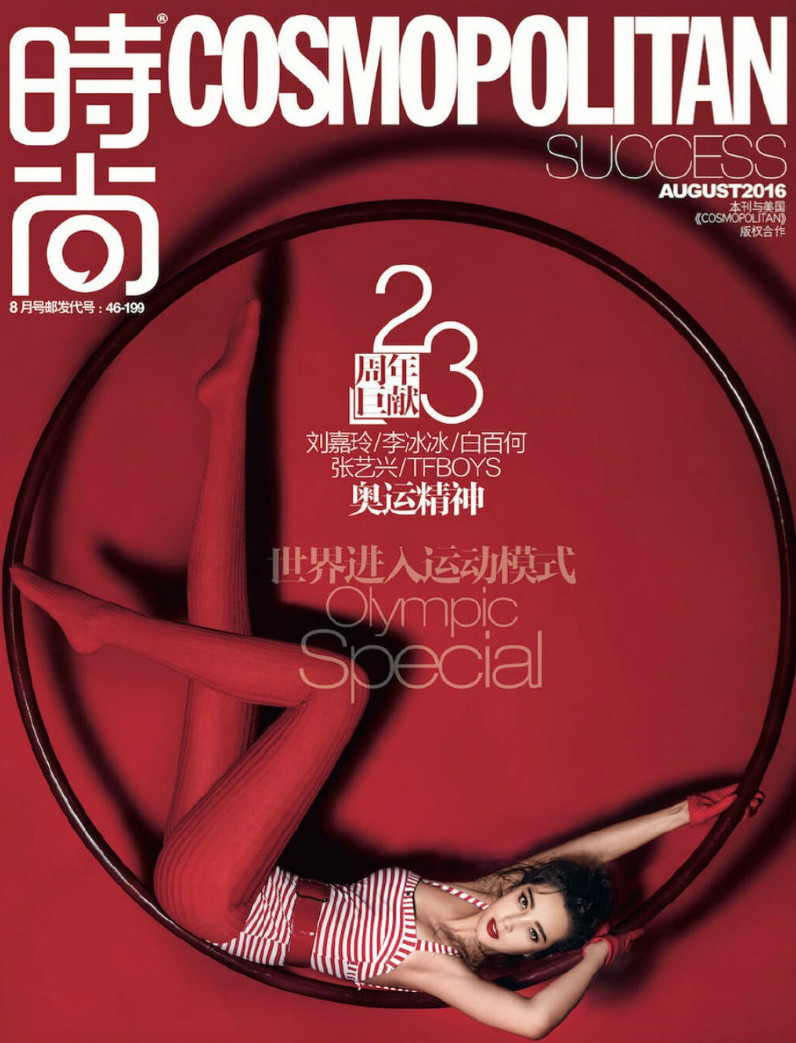 時尚®COSMOPOLITAN
SUCCESS
AUGUST2016
本刊与美国
《COSMOPOLITAN》
版权合作
8月号邮发代号：46-199
23
周年
巨献
刘嘉玲/李冰冰/白百何
张艺兴/TFBOYS
奥运精神
世界进入运动模式
Olympic
Special